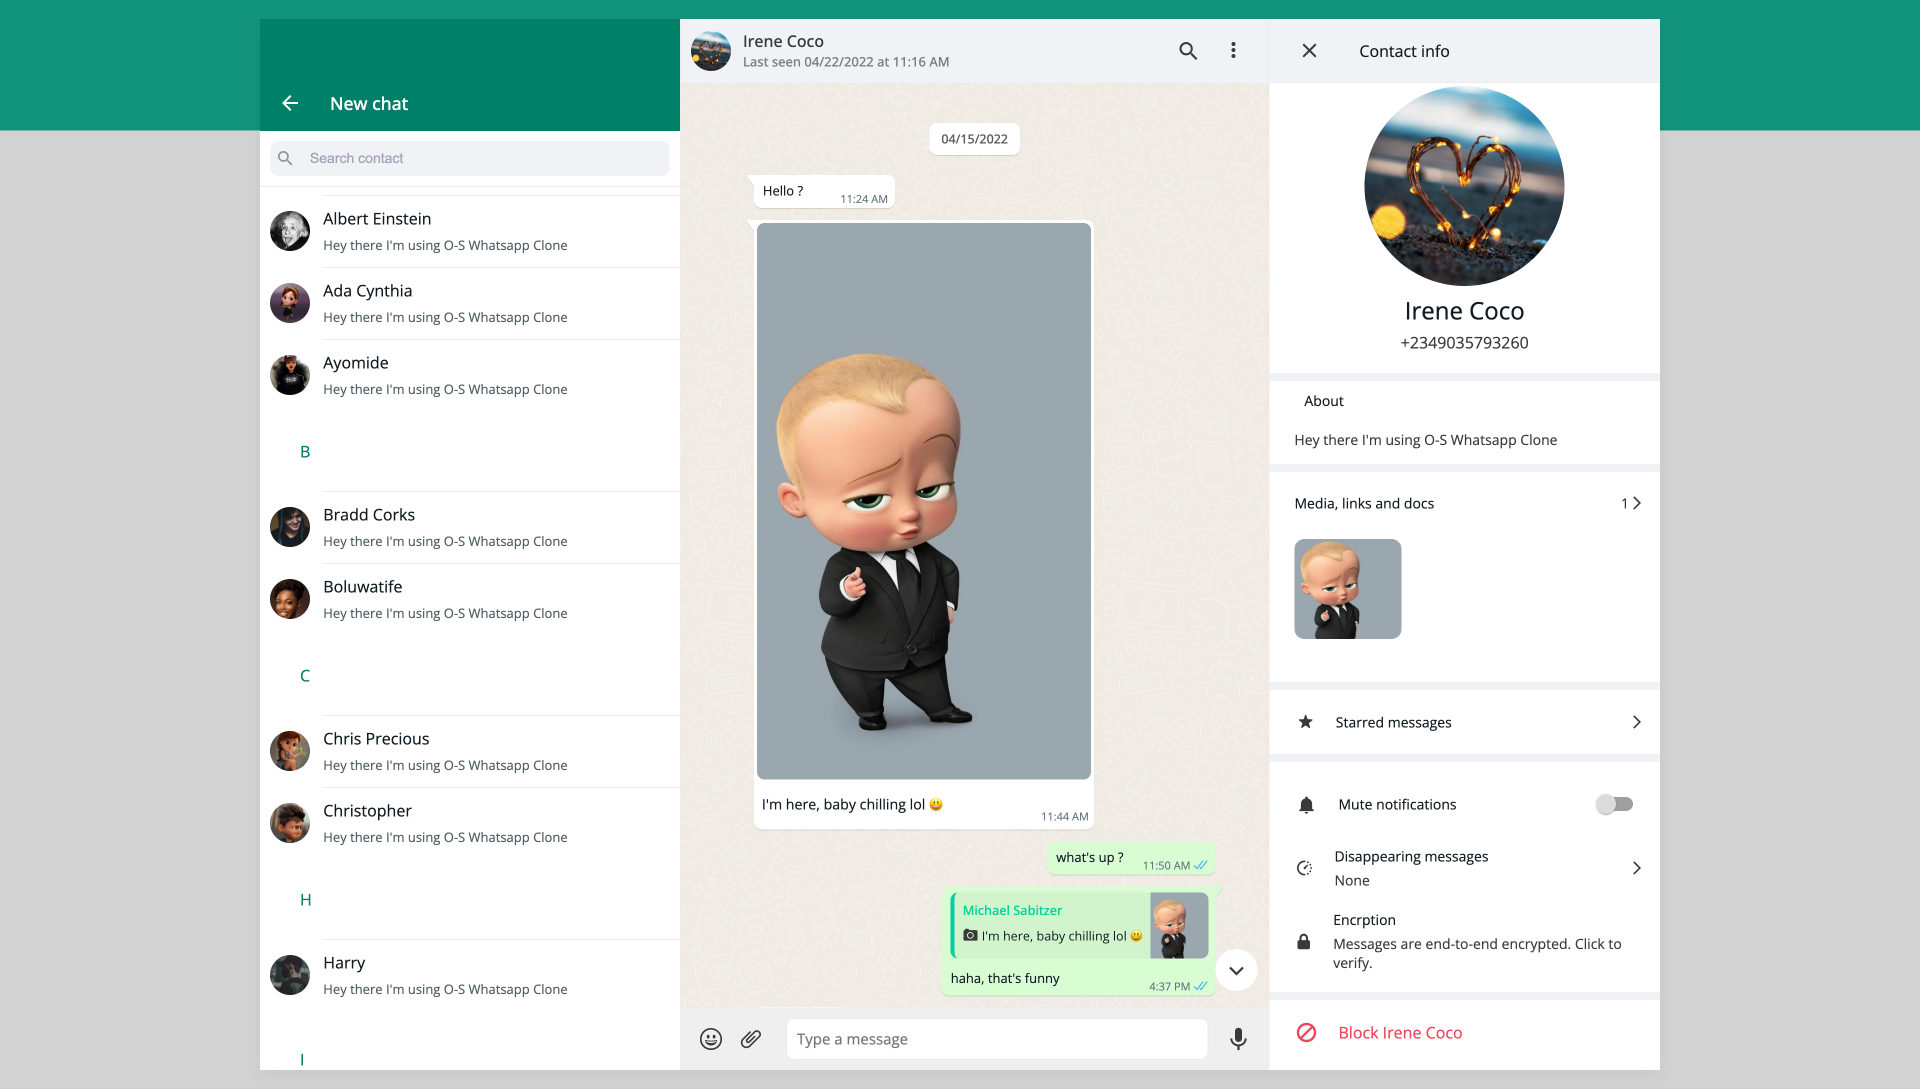 New chat
Search contact
Albert Einstein
Hey there I'm using O-S Whatsapp Clone
Ada Cynthia
Hey there I'm using O-S Whatsapp Clone
Ayomide
Hey there I'm using O-S Whatsapp Clone
B
Bradd Corks
Hey there I'm using O-S Whatsapp Clone
Boluwatife
Hey there I'm using O-S Whatsapp Clone
C
Chris Precious
Hey there I'm using O-S Whatsapp Clone
Christopher
Hey there I'm using O-S Whatsapp Clone
H
Harry
Hey there I'm using O-S Whatsapp Clone
I
Irene Coco
Last seen 04/22/2022 at 11:16 AM
04/15/2022
Hello ?
11:24 AM
I'm here, baby chilling lol 😃
11:44 AM
what's up ?
11:50 AM
Michael Sabitzer
I'm here, baby chilling lol 😃
haha, that's funny
4:37 PM
Type a message
Contact info
Irene Coco
+2349035793260
About
Hey there I'm using O-S Whatsapp Clone
Media, links and docs
1
Starred messages
Mute notifications
Disappearing messages
None
Encrption
Messages are end-to-end encrypted. Click to
verify.
Block Irene Coco